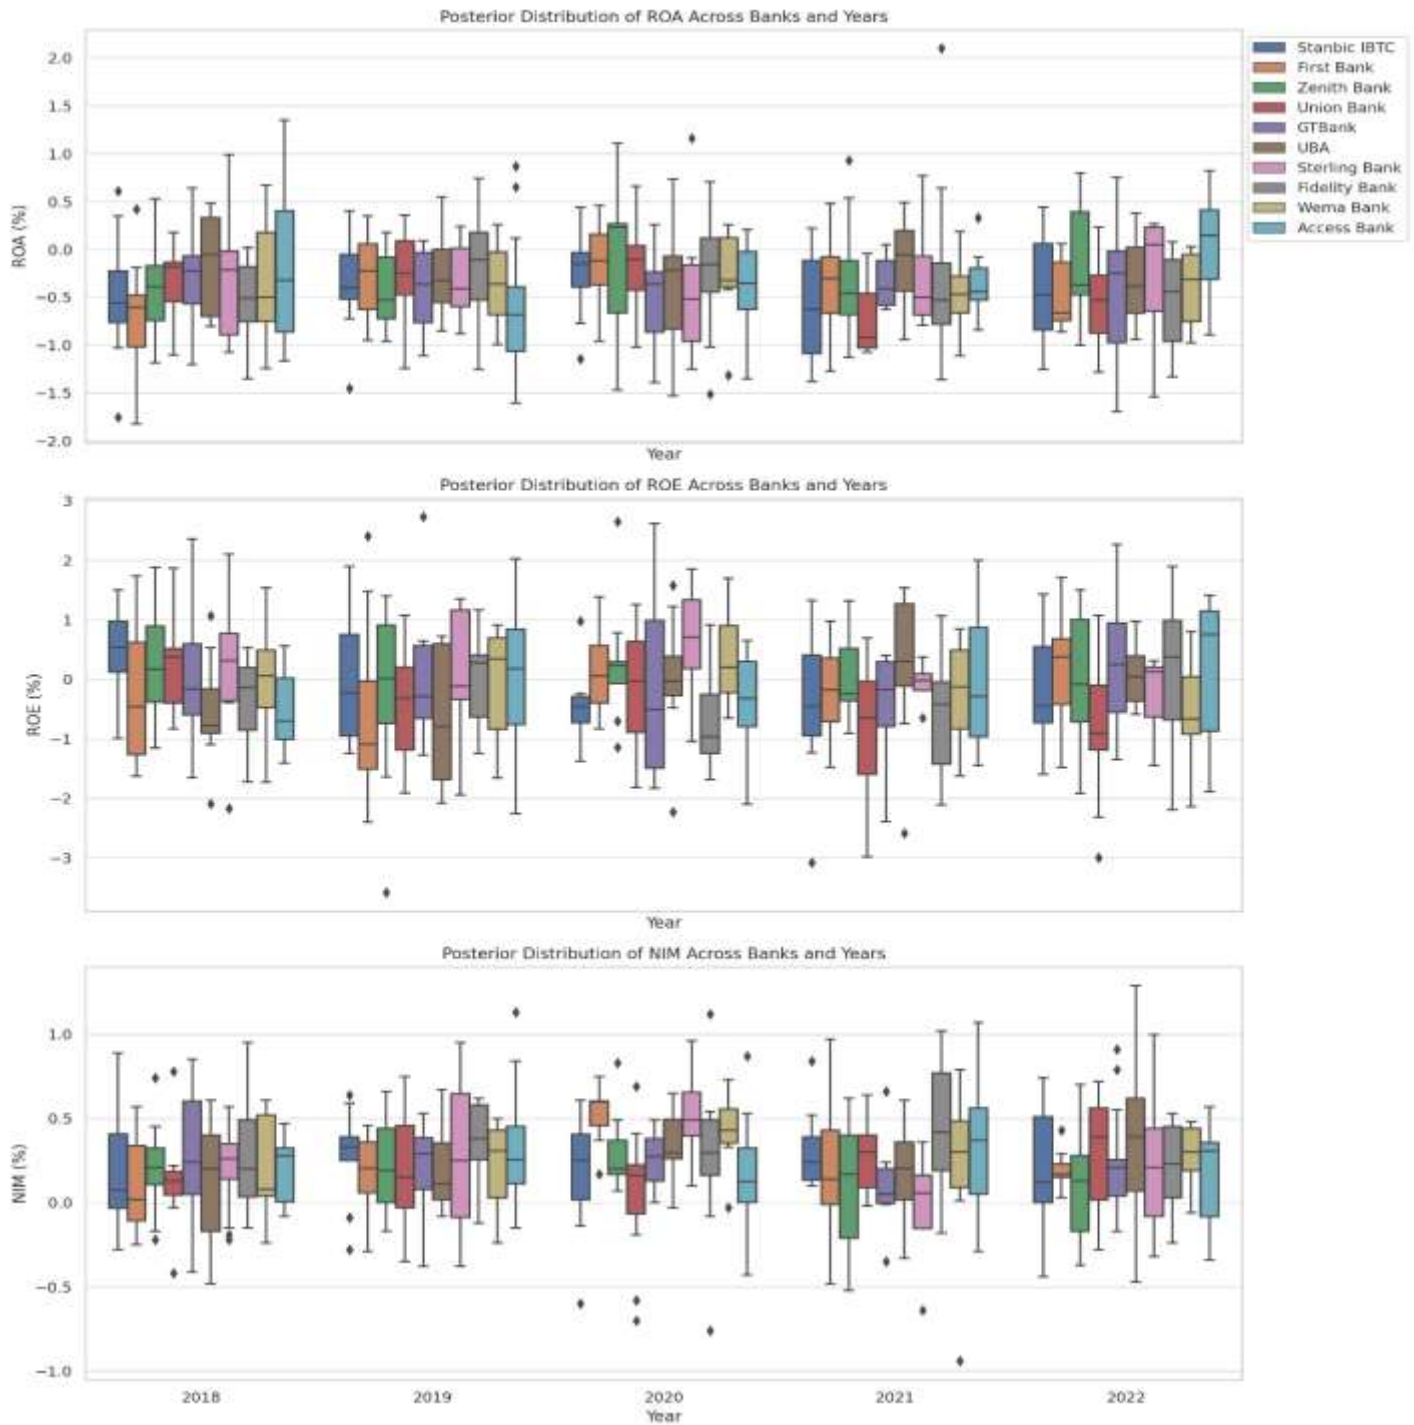 Posterior Distribution of ROA Across Banks and Years
2.0
1.5
1.0
0.5
0.0
−0.5
−1.0
−1.5
−2.0
ROA (%)
Year
Stanbic IBTC
First Bank
Zenith Bank
Union Bank
GTBank
UBA
Sterling Bank
Fidelity Bank
Wema Bank
Access Bank
Posterior Distribution of ROE Across Banks and Years
3
2
1
0
−1
−2
−3
ROE (%)
Year
Posterior Distribution of NIM Across Banks and Years
1.0
0.5
0.0
−0.5
−1.0
NIM (%)
2018 2019 2020 2021 2022
Year